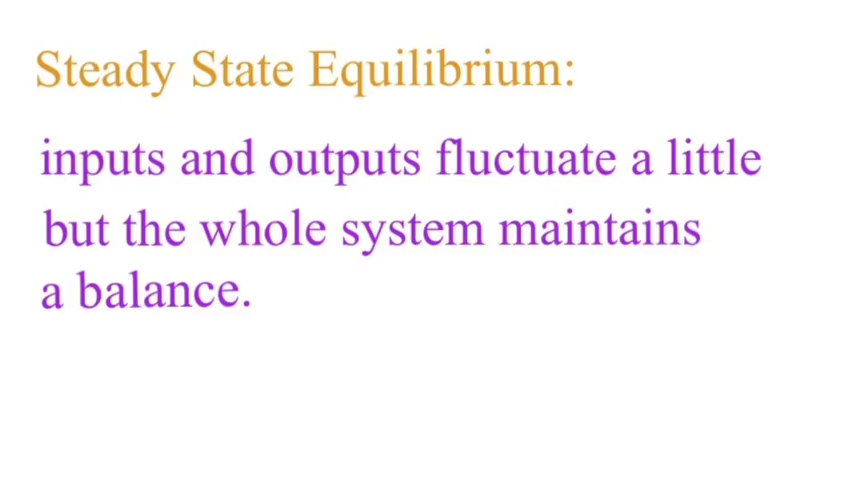 Steady State Equilibrium:
inputs and outputs fluctuate a little
but the whole system maintains
a balance.